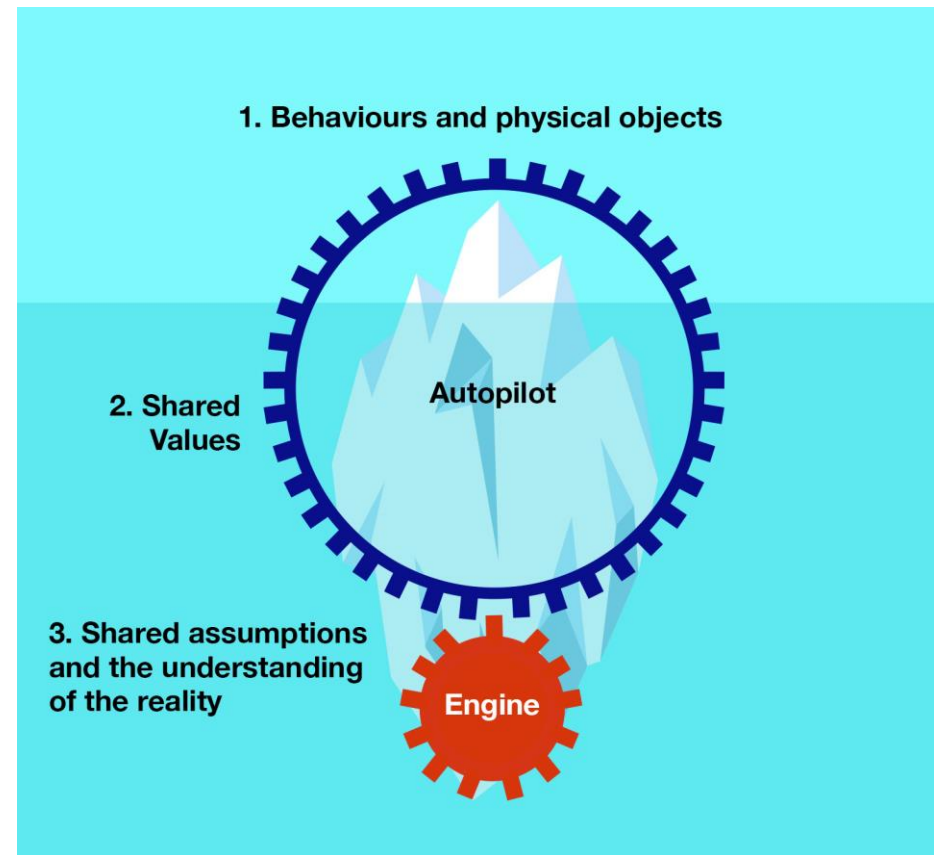 1. Behaviours and physical objects
Autopilot
2. Shared
Values
3. Shared assumptions
and the understanding
of the reality
Engine